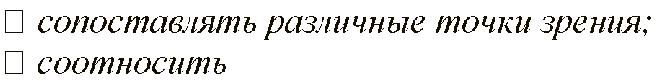 □ сопоставлять различные точки зрения;
□ соотносить